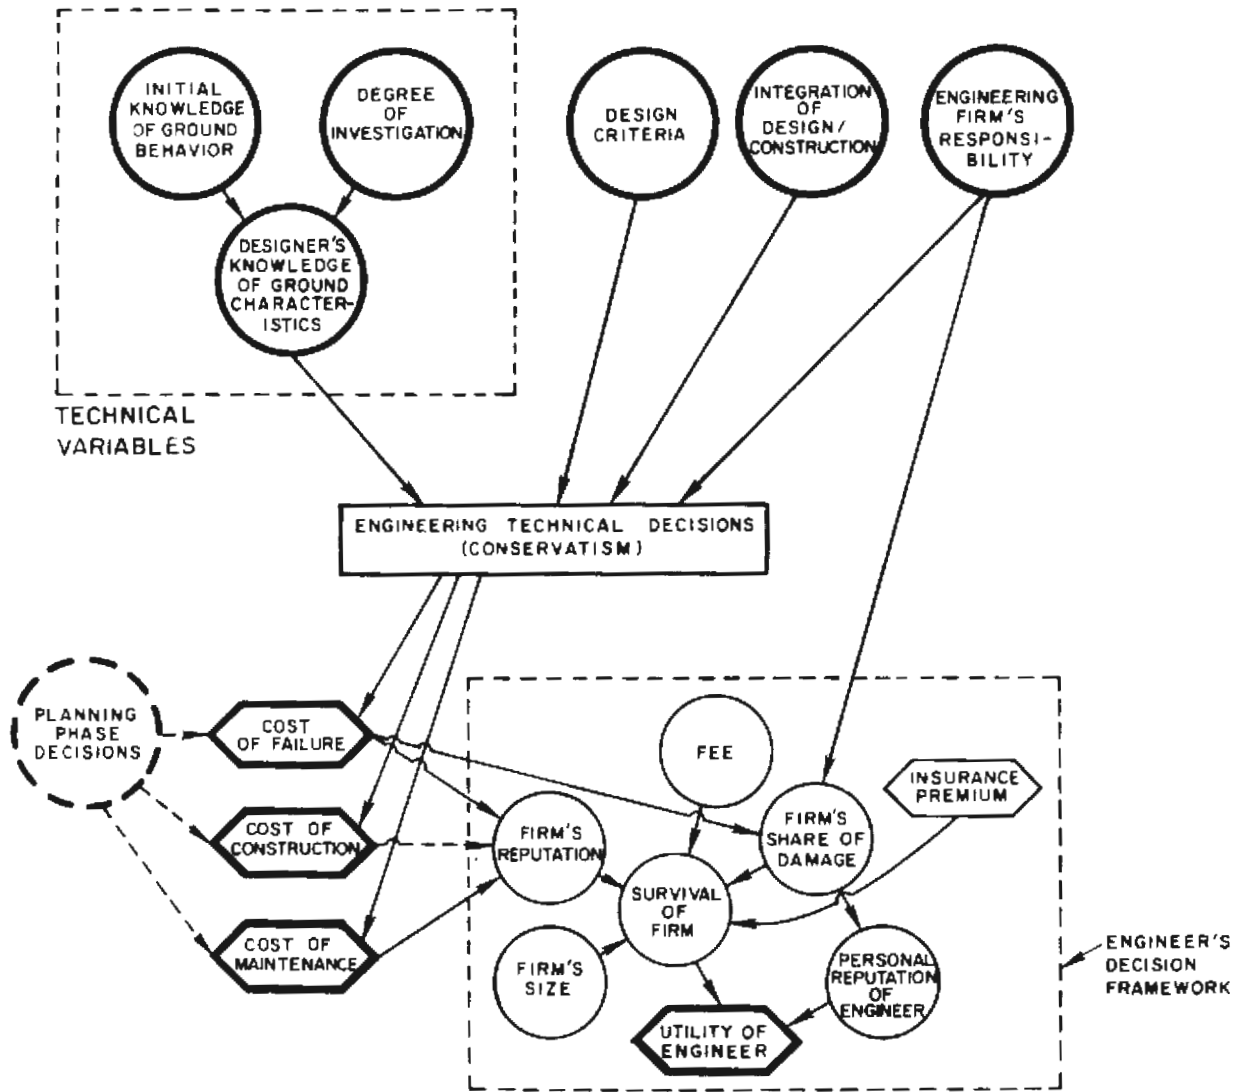 INITIAL
KNOWLEDGE
OF GROUND
BEHAVIOR
DEGREE
OF
INVESTIGATION
DESIGN
CRITERIA
INTEGRATION
OF
DESIGN/
CONSTRUCTION
ENGINEERING
FIRM'S
RESPONSI-
BILITY
DESIGNER'S
KNOWLEDGE
OF GROUND
CHARACTER-
ISTICS
TECHNICAL
VARIABLES
ENGINEERING TECHNICAL DECISIONS
(CONSERVATISM)
PLANNING
PHASE
DECISIONS
COST
OF FAILURE
COST OF
CONSTRUCTION
COST OF
MAINTENANCE
FEE
INSURANCE
PREMIUM
FIRM'S
REPUTATION
FIRM'S
SHARE OF
DAMAGE
SURVIVAL
OF
FIRM
FIRM'S
SIZE
PERSONAL
REPUTATION
OF
ENGINEER
UTILITY OF
ENGINEER
ENGINEER'S
DECISION
FRAMEWORK